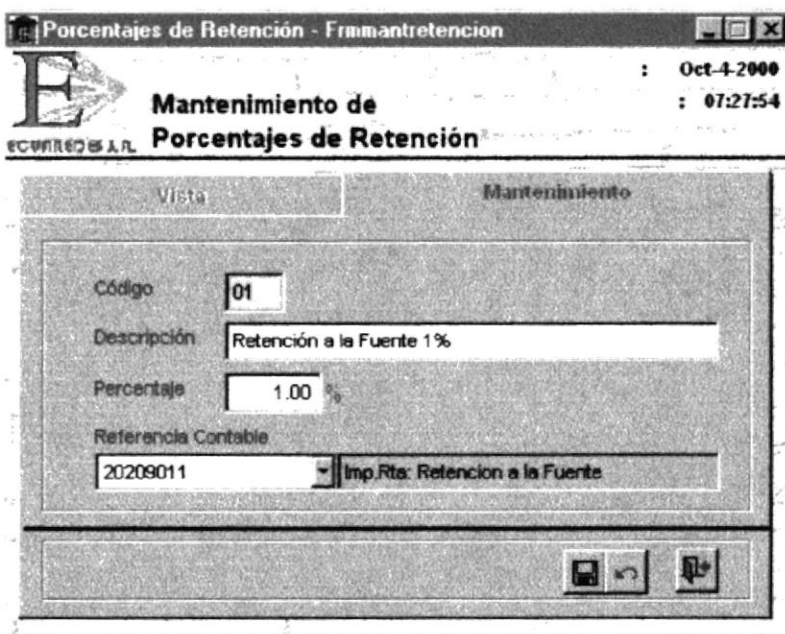 Porcentajes de Retención - Frmmantretencion
: Oct-4-2000
Mantenimiento de
: 07:27:54
Porcentajes de Retención
ECUAREDES S.A.
Vista
Mantenimiento
Código 01
Descripción Retención a la Fuente 1%
Percentaje 1.00 %
Referencia Contable
20209011 Imp.Rta: Retencion a la Fuente